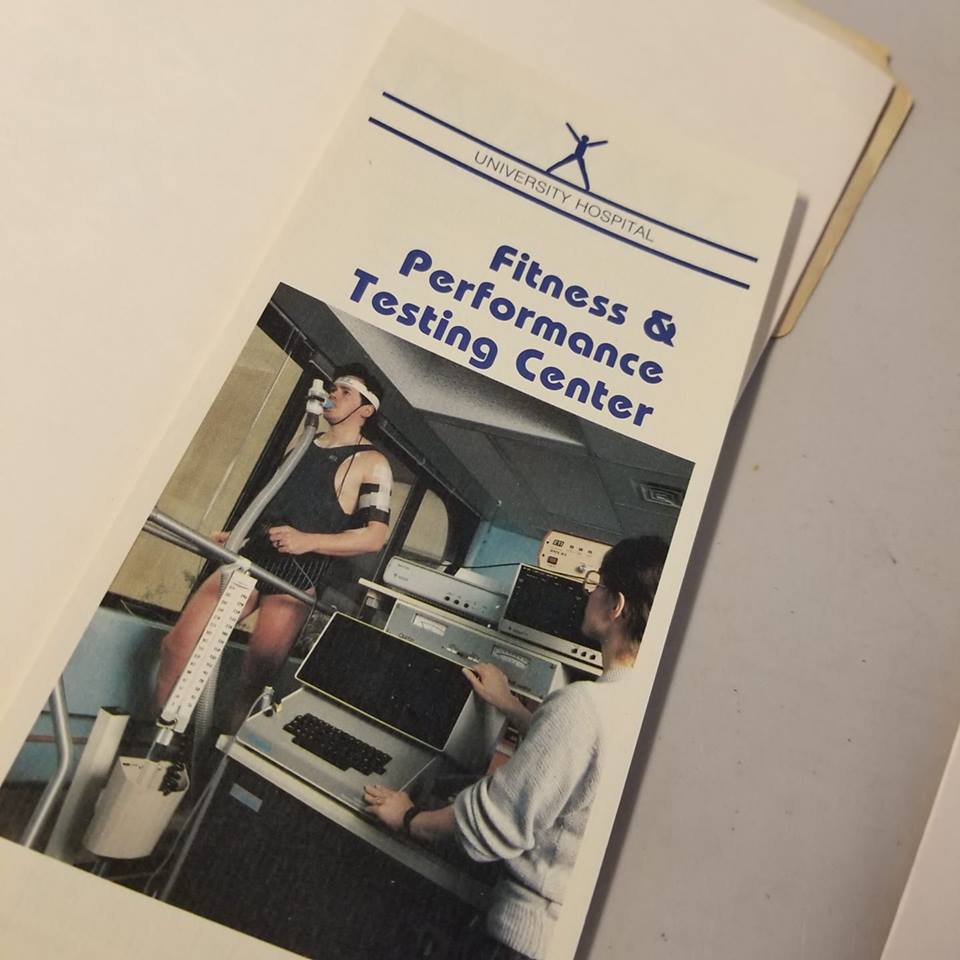 UNIVERSITY HOSPITAL
Fitness &
Performance
Testing Center